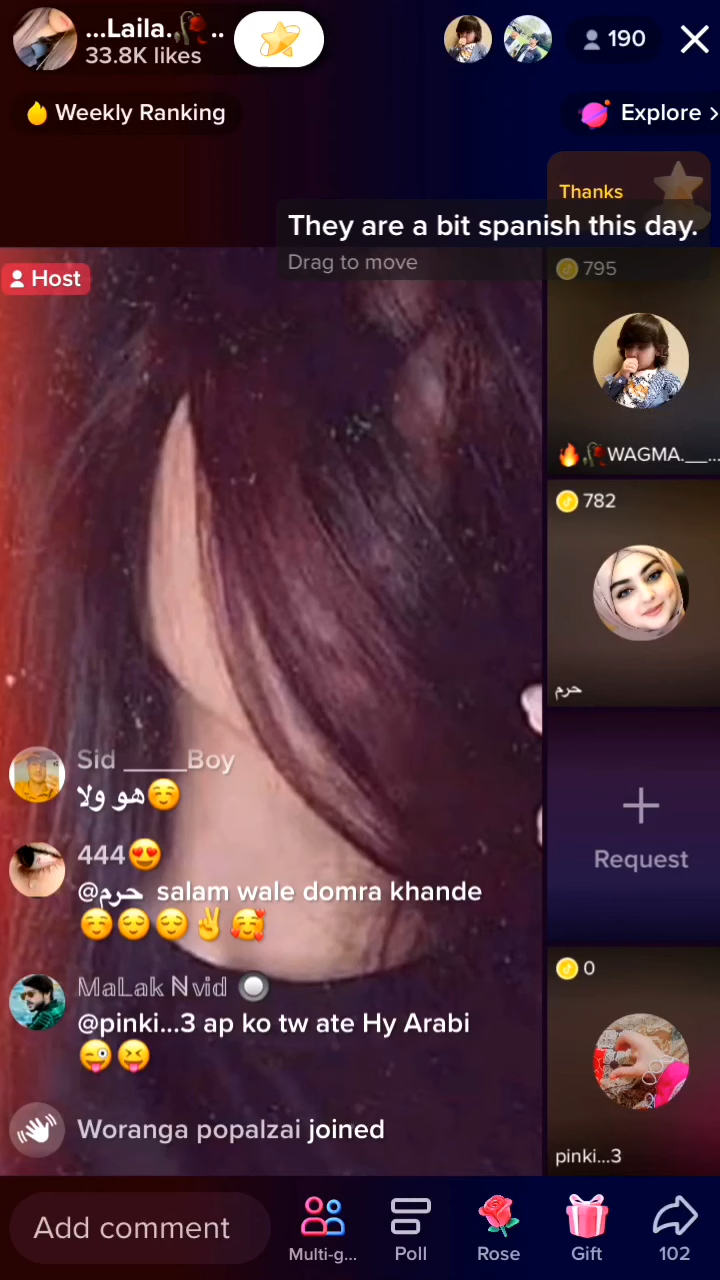 ...Laila.🥀..
33.8K likes
190
Weekly Ranking
Explore >
Thanks
They are a bit spanish this day.
Drag to move
Host
795
🔥🥀WAGMA.__...
782
حرم
Request
Sid ____Boy
هو ولا☺️
444😍
@حرم salam wale domra khande
☺️😌😌✌️🥰
𝕄𝕒𝕃𝕒𝕜 ℕ𝕧𝕚𝕕 🔘
@pinki...3 ap ko tw ate Hy Arabi
😜😝
Woranga popalzai joined
0
pinki...3
Add comment
Multi-g...
Poll
Rose
Gift
102